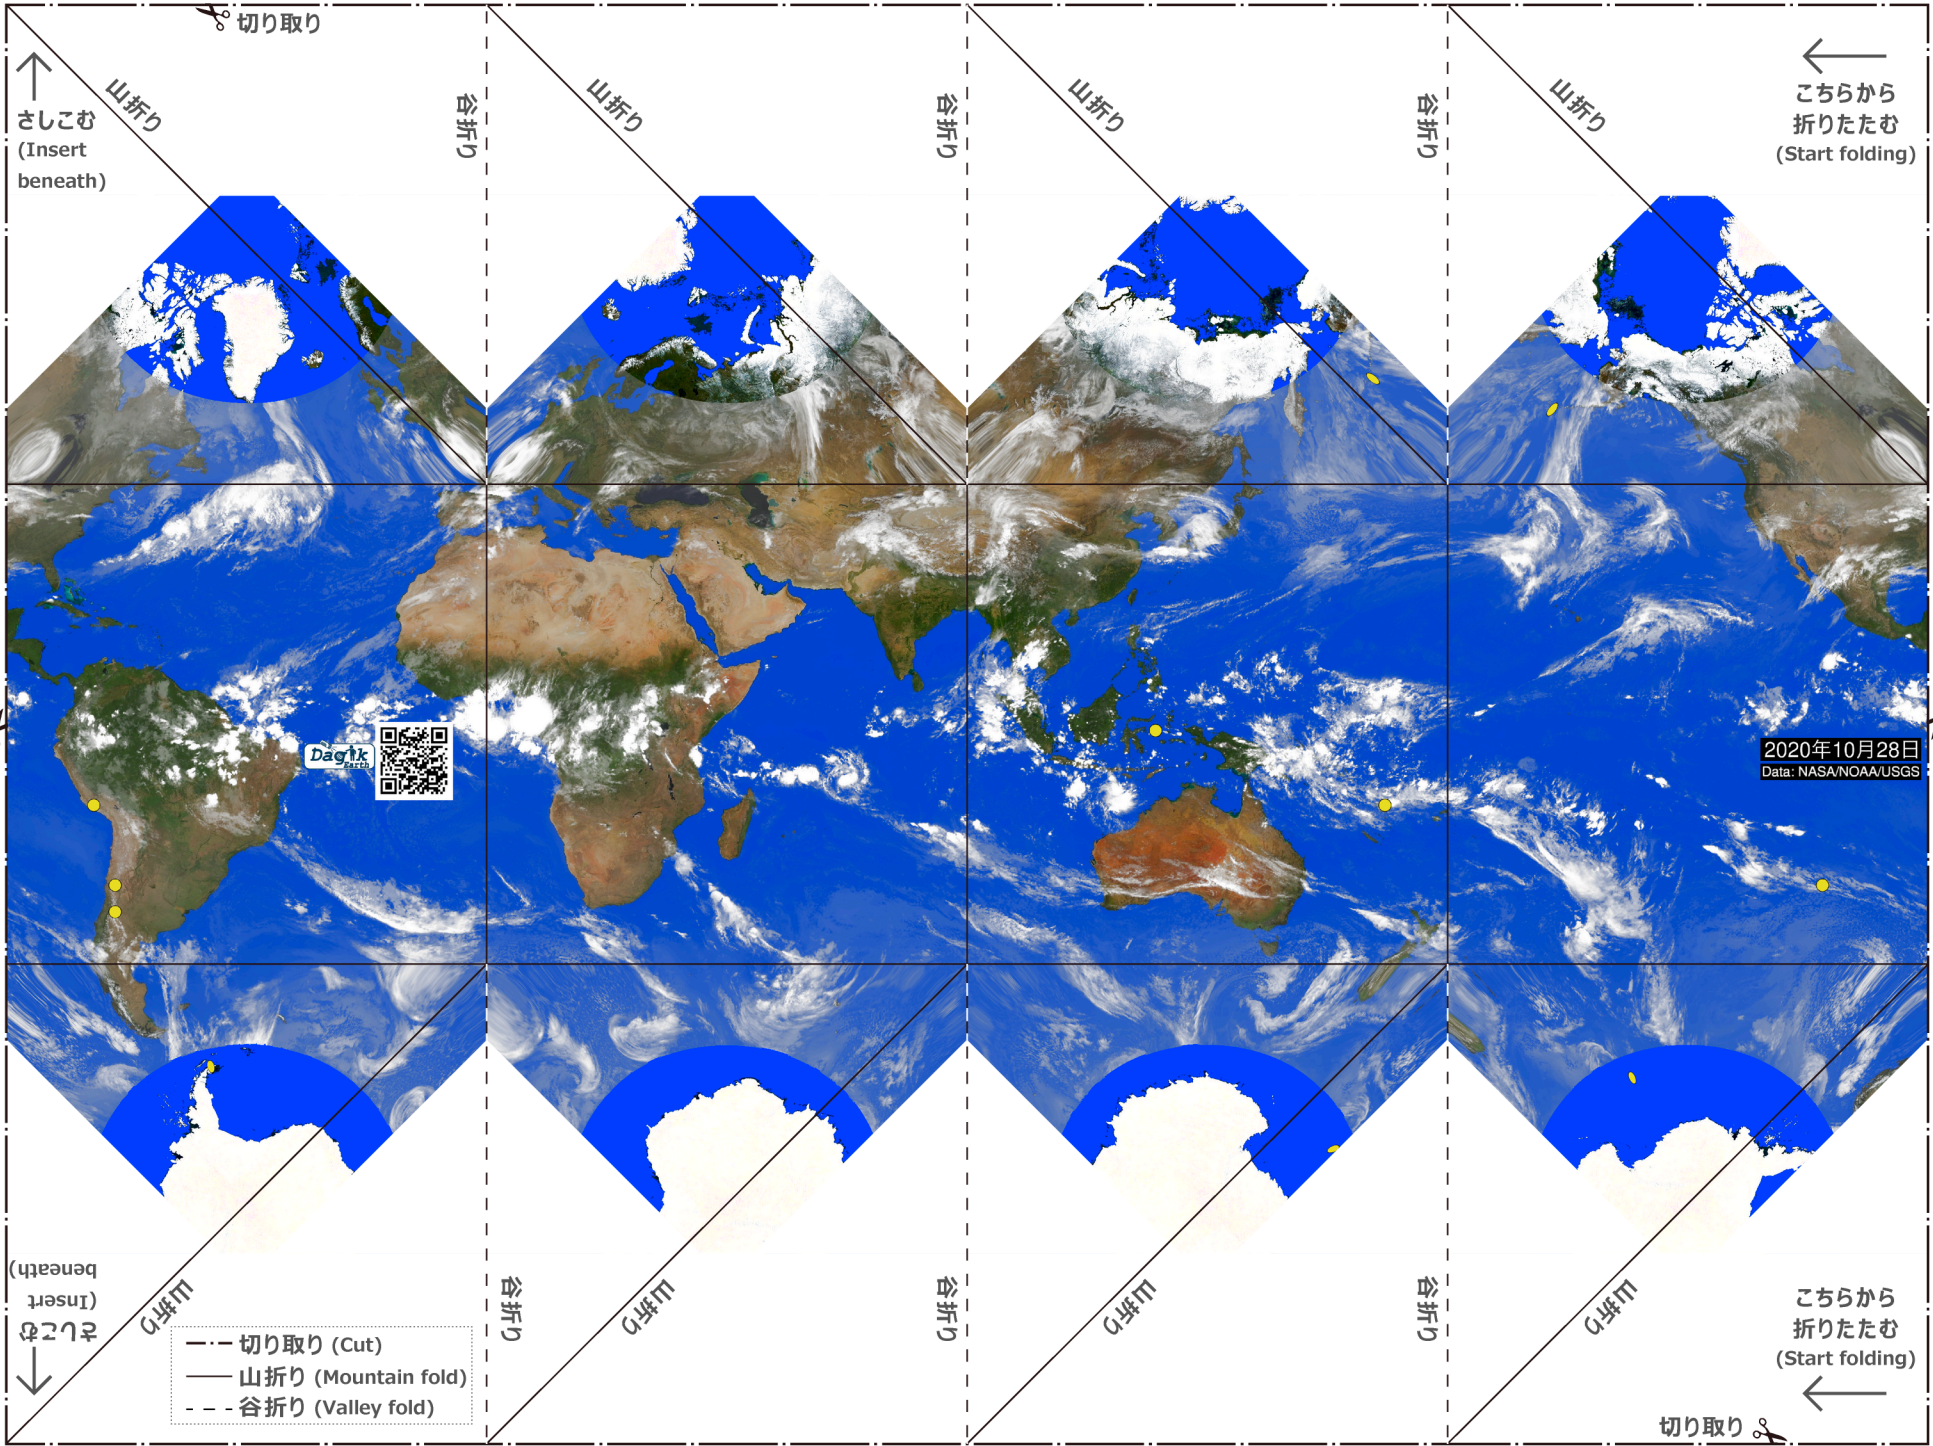 切り取り
山折り
谷折り
山折り
谷折り
山折り
谷折り
山折り
さしこむ
(Insert
beneath)
こちらから
折りたたむ
(Start folding)
Dagik
Earth
2020年10月28日
Data: NASA/NOAA/USGS
さしこむ
(Insert
beneath)
山折り
谷折り
山折り
谷折り
山折り
谷折り
山折り
切り取り (Cut)
山折り (Mountain fold)
谷折り (Valley fold)
こちらから
折りたたむ
(Start folding)
切り取り